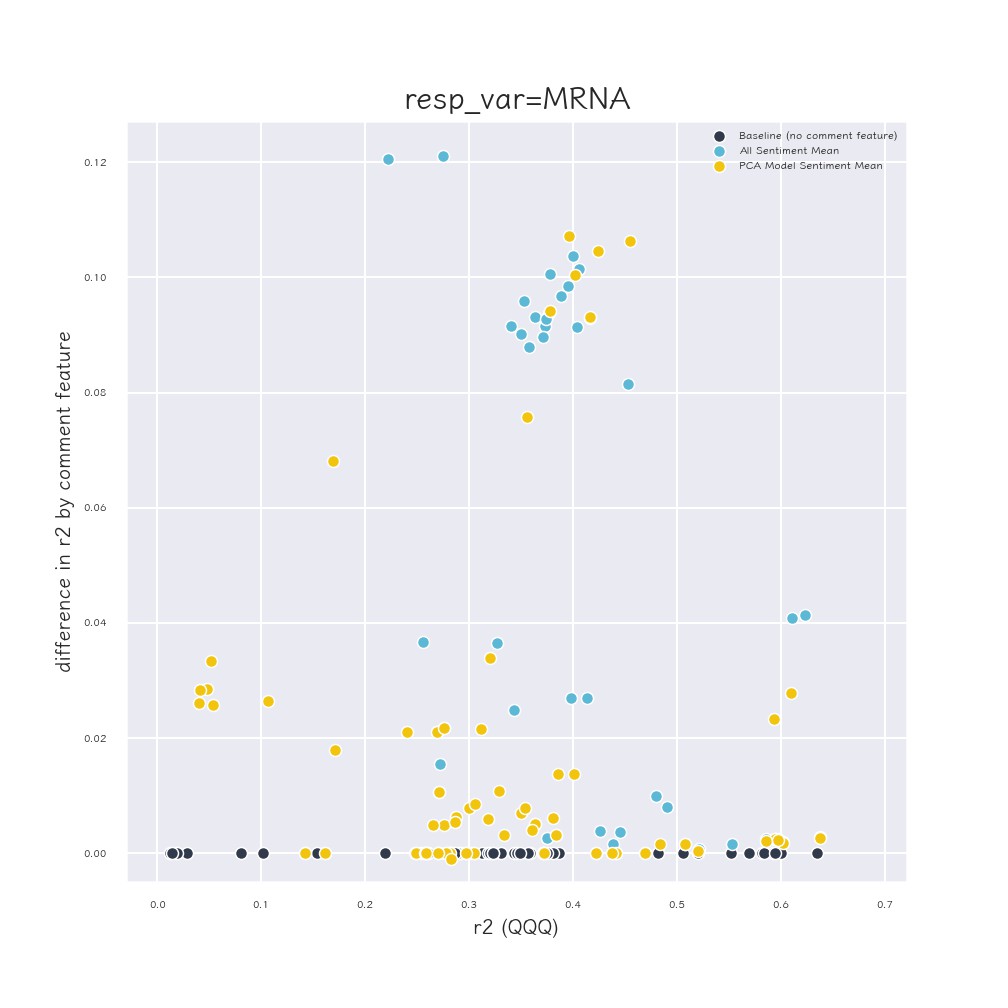 resp_var=MRNA
Baseline (no comment feature)
All Sentiment Mean
PCA Model Sentiment Mean
difference in r2 by comment feature
0.12
0.10
0.08
0.06
0.04
0.02
0.00
0.0 0.1 0.2 0.3 0.4 0.5 0.6 0.7
r2 (QQQ)